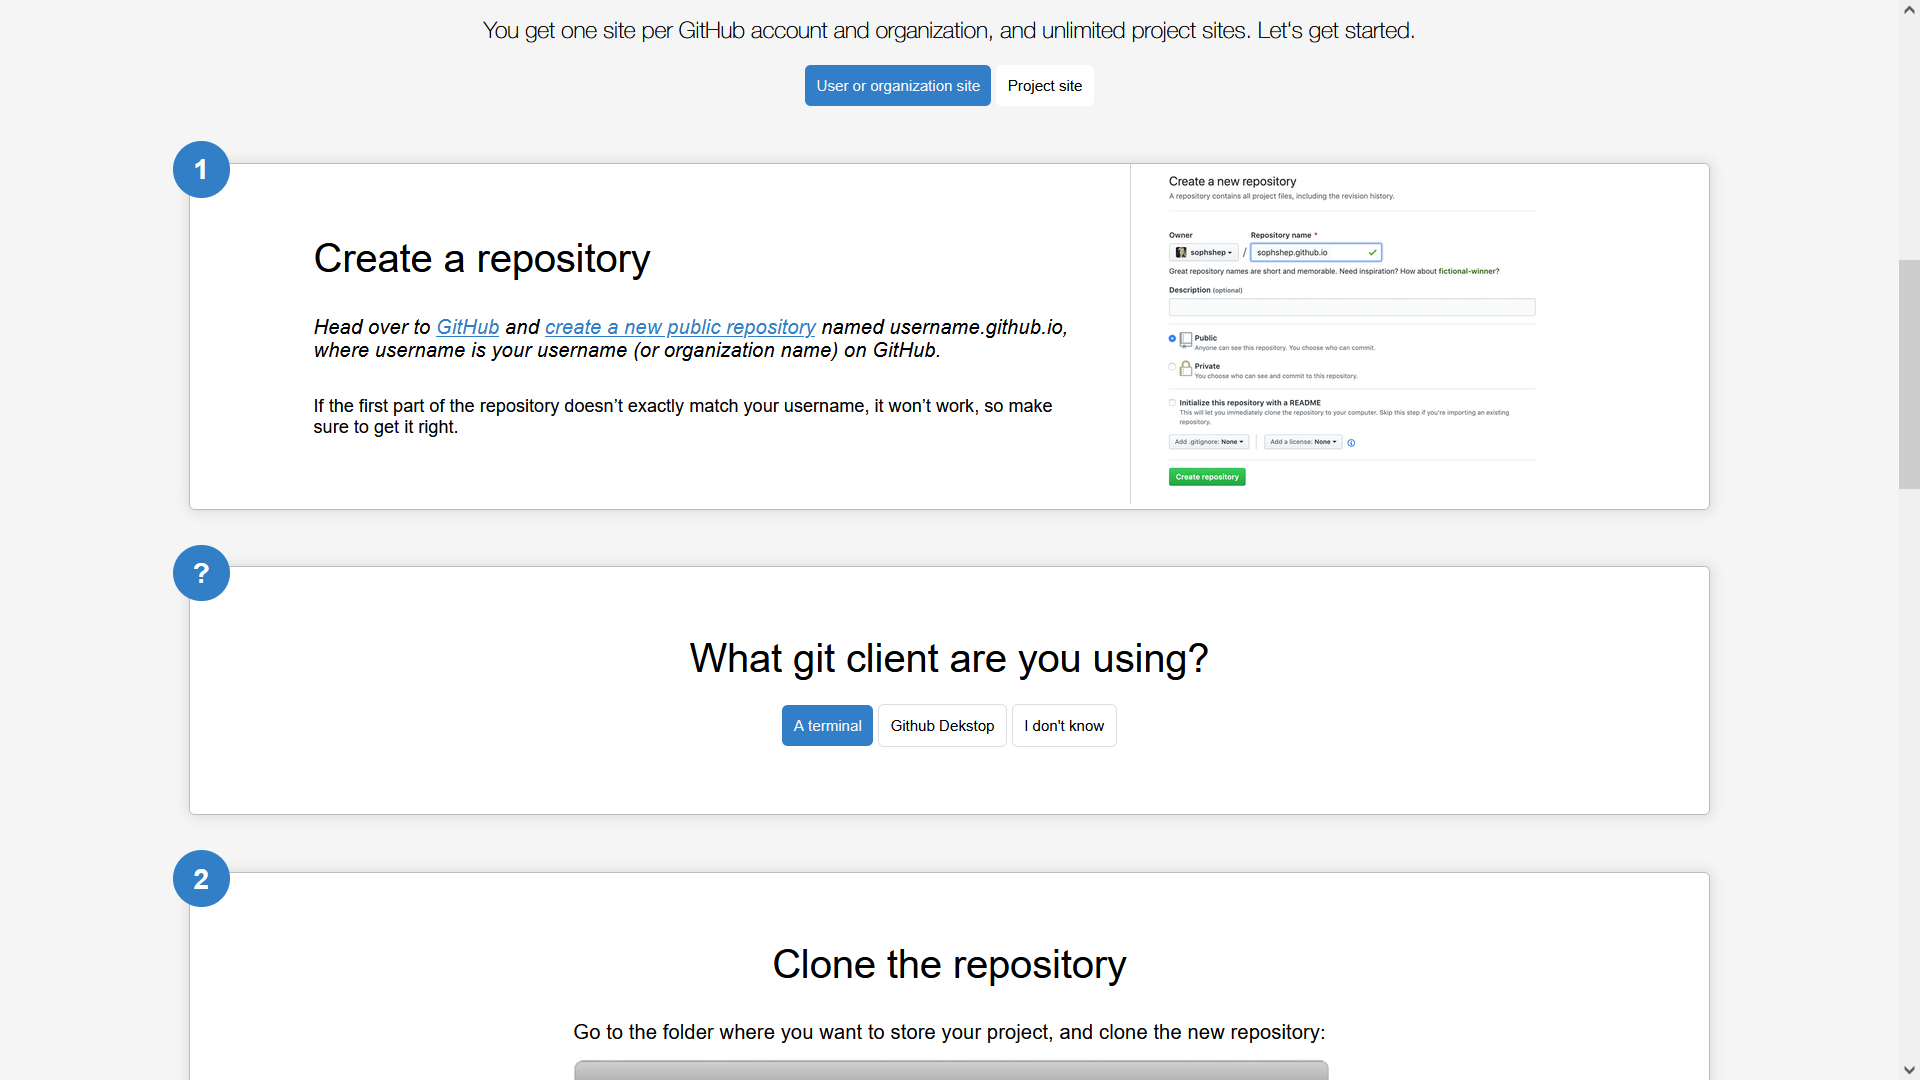 You get one site per GitHub account and organization, and unlimited project sites. Let's get started.
User or organization site
Project site
1
Create a repository
Head over to GitHub and create a new public repository named username.github.io,
where username is your username (or organization name) on GitHub.
If the first part of the repository doesn’t exactly match your username, it won’t work, so make
sure to get it right.
Create a new repository
A repository contains all project files, including the revision history.
Owner
Repository name *
sophshep
/
sophshep.github.io
Great repository names are short and memorable. Need inspiration? How about fictional-winner?
Description (optional)
Public
Anyone can see this repository. You choose who can commit.
Private
You choose who can see and commit to this repository.
Initialize this repository with a README
This will let you immediately clone the repository to your computer. Skip this step if you're importing an existing
repository.
Add .gitignore: None
Add a license: None
Create repository
?
What git client are you using?
A terminal
Github Dekstop
I don't know
2
Clone the repository
Go to the folder where you want to store your project, and clone the new repository: